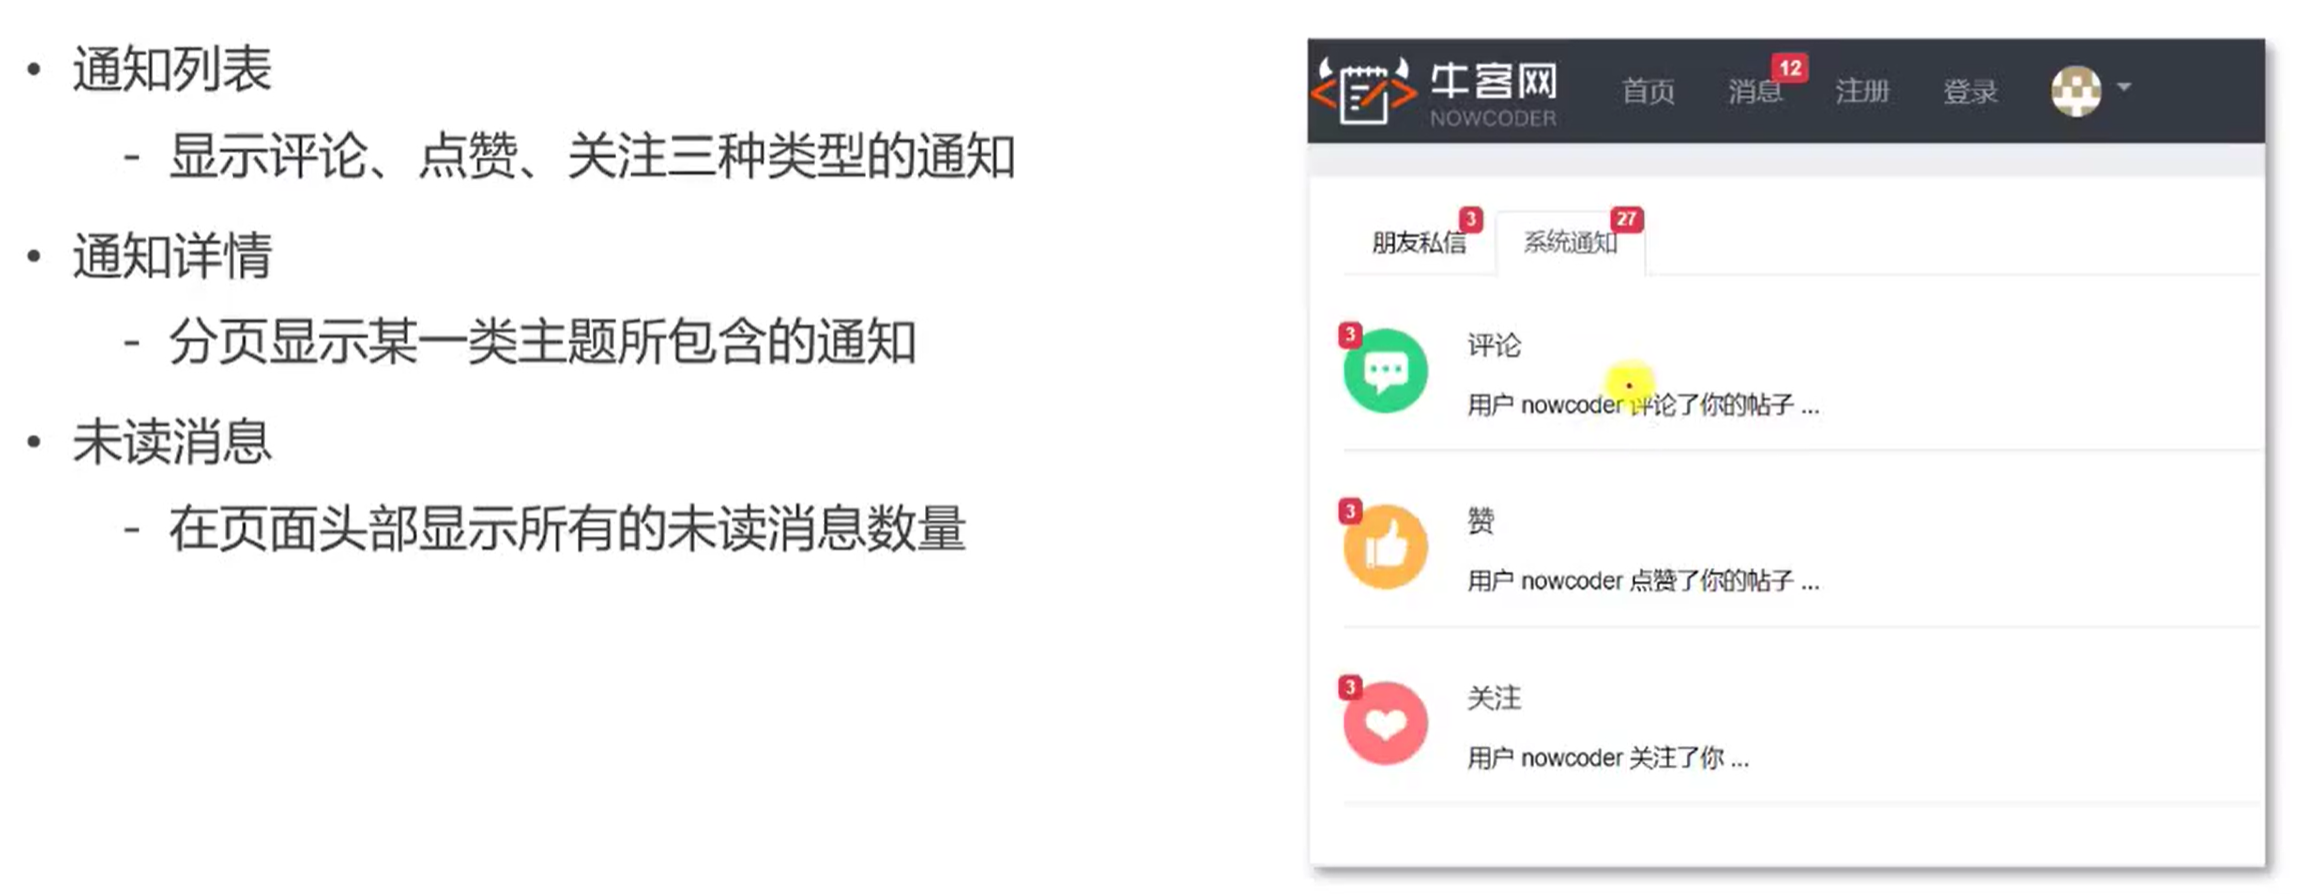 • 通知列表
- 显示评论、点赞、关注三种类型的通知
• 通知详情
- 分页显示某一类主题所包含的通知
• 未读消息
- 在页面头部显示所有的未读消息数量
牛客网
NOWCODER
首页 消息 12 注册 登录
朋友私信 3 系统通知 27
3 评论
用户 nowcoder 评论了你的帖子 ...
3 赞
用户 nowcoder 点赞了你的帖子 ...
3 关注
用户 nowcoder 关注了你 ...